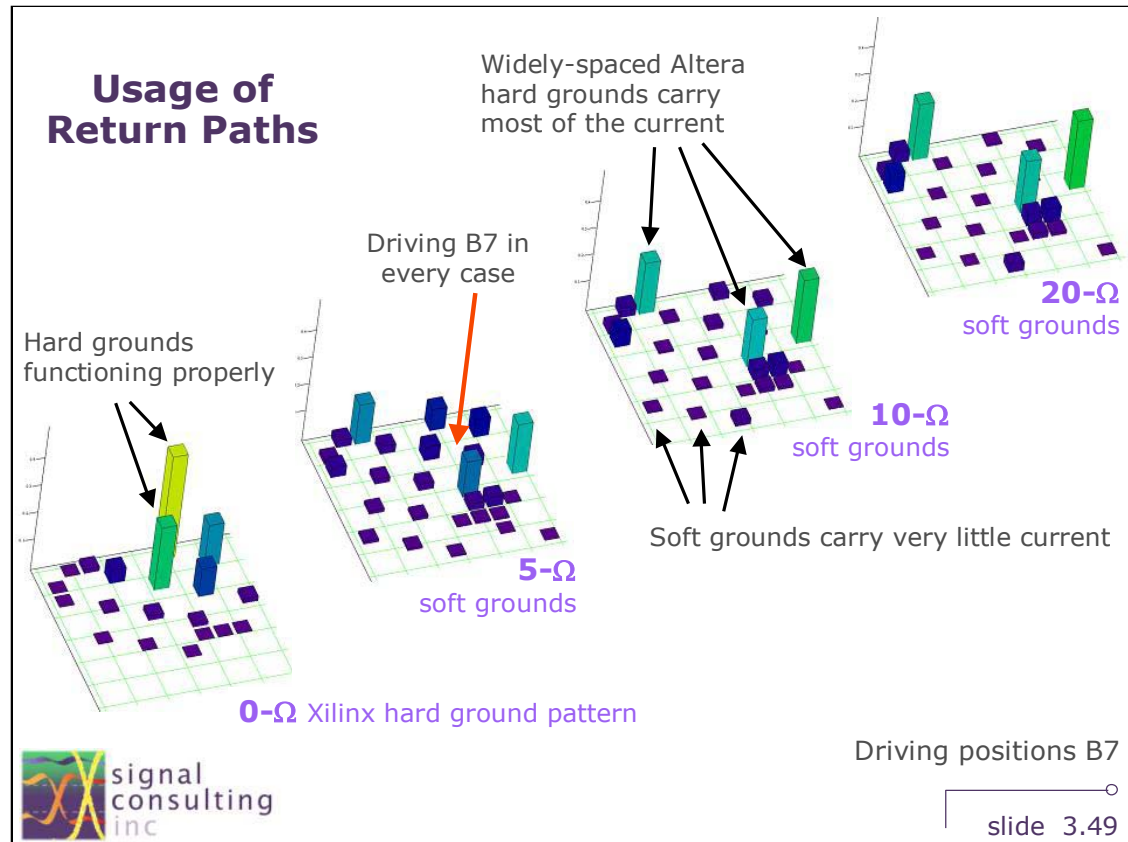 Usage of
Return Paths
Widely-spaced Altera
hard grounds carry
most of the current
Driving B7 in
every case
Hard grounds
functioning properly
20-Ω
soft grounds
10-Ω
soft grounds
Soft grounds carry very little current
5-Ω
soft grounds
0-Ω Xilinx hard ground pattern
signal
consulting
inc
Driving positions B7
slide 3.49